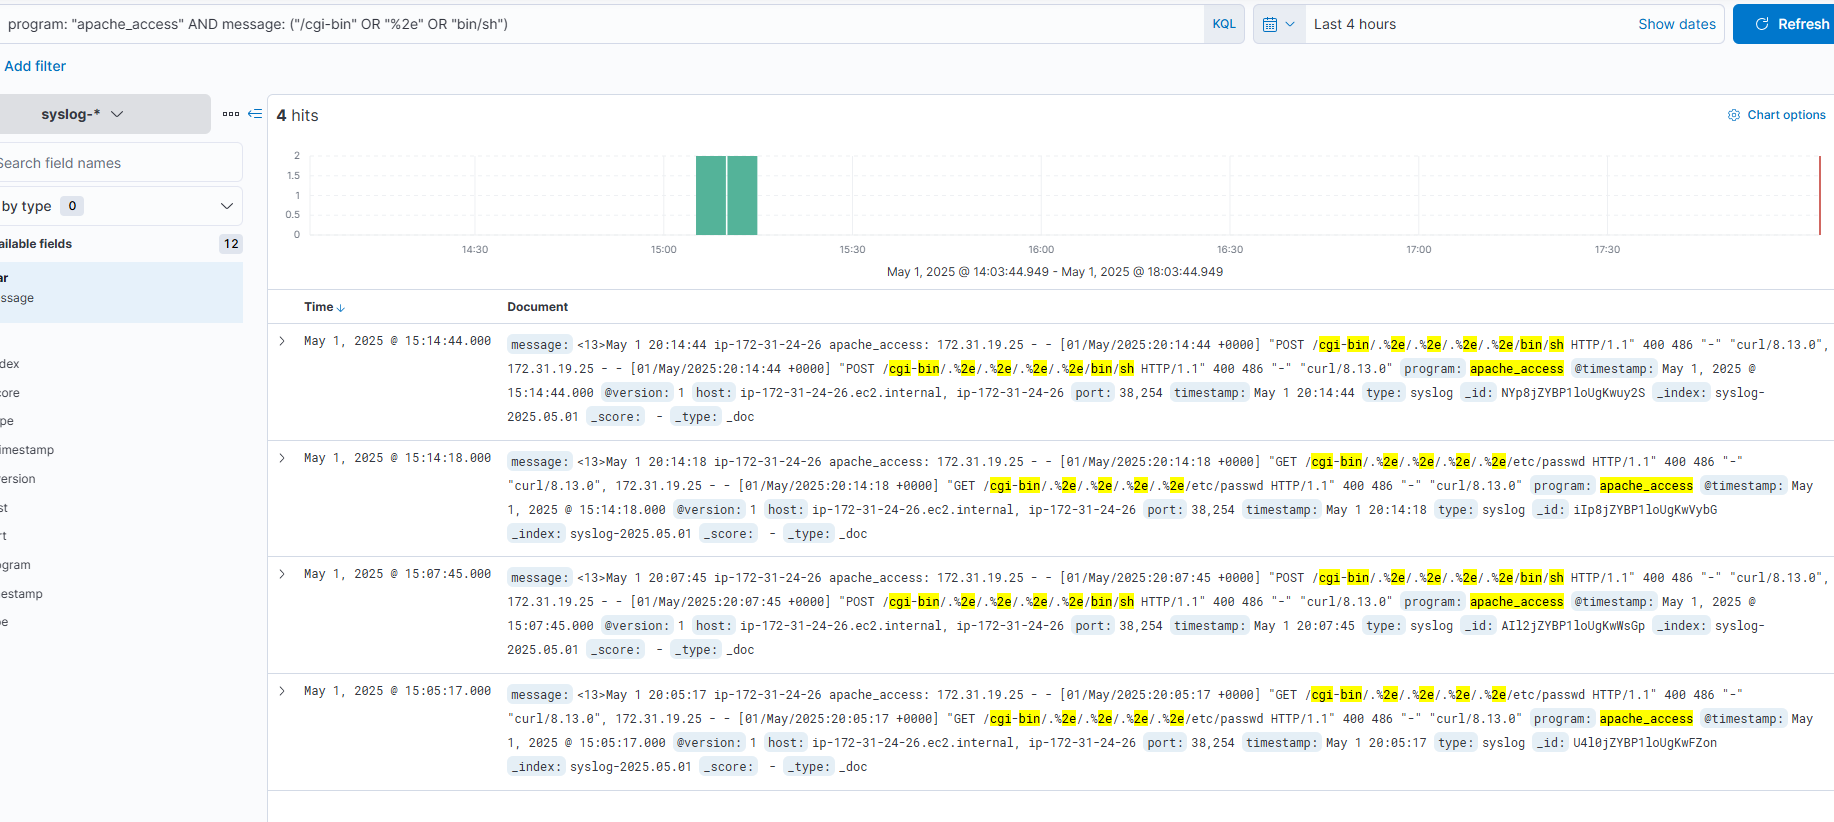 program: "apache_access" AND message: ("/cgi-bin" OR "%2e" OR "bin/sh")
KQL
Last 4 hours
Show dates
Refresh
Add filter
syslog-*
4 hits
Chart options
Search field names
by type 0
ailable fields 12
ar
ssage
dex
ore
pe
imestamp
ersion
st
rt
ogram
estamp
pe
2
1.5
1
0.5
0
14:30 15:00 15:30 16:00 16:30 17:00 17:30
May 1, 2025 @ 14:03:44.949 - May 1, 2025 @ 18:03:44.949
Time Document
May 1, 2025 @ 15:14:44.000 message: <13>May 1 20:14:44 ip-172-31-24-26 apache_access: 172.31.19.25 - - [01/May/2025:20:14:44 +0000] "POST /cgi-bin/.%2e/.%2e/.%2e/.%2e/bin/sh HTTP/1.1" 400 486 "-" "curl/8.13.0",
172.31.19.25 - - [01/May/2025:20:14:44 +0000] "POST /cgi-bin/.%2e/.%2e/.%2e/.%2e/bin/sh HTTP/1.1" 400 486 "-" "curl/8.13.0" program: apache_access @timestamp: May 1, 2025 @
15:14:44.000 @version: 1 host: ip-172-31-24-26.ec2.internal, ip-172-31-24-26 port: 38,254 timestamp: May 1 20:14:44 type: syslog _id: NYp8jZYBP1loUgKwuy2S _index: syslog-
2025.05.01 _score: - _type: _doc
May 1, 2025 @ 15:14:18.000 message: <13>May 1 20:14:18 ip-172-31-24-26 apache_access: 172.31.19.25 - - [01/May/2025:20:14:18 +0000] "GET /cgi-bin/.%2e/.%2e/.%2e/.%2e/etc/passwd HTTP/1.1" 400 486 "-"
"curl/8.13.0", 172.31.19.25 - - [01/May/2025:20:14:18 +0000] "GET /cgi-bin/.%2e/.%2e/.%2e/.%2e/etc/passwd HTTP/1.1" 400 486 "-" "curl/8.13.0" program: apache_access @timestamp: May
1, 2025 @ 15:14:18.000 @version: 1 host: ip-172-31-24-26.ec2.internal, ip-172-31-24-26 port: 38,254 timestamp: May 1 20:14:18 type: syslog _id: iIp8jZYBP1loUgKwVybG
_index: syslog-2025.05.01 _score: - _type: _doc
May 1, 2025 @ 15:07:45.000 message: <13>May 1 20:07:45 ip-172-31-24-26 apache_access: 172.31.19.25 - - [01/May/2025:20:07:45 +0000] "POST /cgi-bin/.%2e/.%2e/.%2e/.%2e/bin/sh HTTP/1.1" 400 486 "-" "curl/8.13.0",
172.31.19.25 - - [01/May/2025:20:07:45 +0000] "POST /cgi-bin/.%2e/.%2e/.%2e/.%2e/bin/sh HTTP/1.1" 400 486 "-" "curl/8.13.0" program: apache_access @timestamp: May 1, 2025 @
15:07:45.000 @version: 1 host: ip-172-31-24-26.ec2.internal, ip-172-31-24-26 port: 38,254 timestamp: May 1 20:07:45 type: syslog _id: AIl2jZYBP1loUgKwWsGp _index: syslog-
2025.05.01 _score: - _type: _doc
May 1, 2025 @ 15:05:17.000 message: <13>May 1 20:05:17 ip-172-31-24-26 apache_access: 172.31.19.25 - - [01/May/2025:20:05:17 +0000] "GET /cgi-bin/.%2e/.%2e/.%2e/.%2e/etc/passwd HTTP/1.1" 400 486 "-"
"curl/8.13.0", 172.31.19.25 - - [01/May/2025:20:05:17 +0000] "GET /cgi-bin/.%2e/.%2e/.%2e/.%2e/etc/passwd HTTP/1.1" 400 486 "-" "curl/8.13.0" program: apache_access @timestamp: May
1, 2025 @ 15:05:17.000 @version: 1 host: ip-172-31-24-26.ec2.internal, ip-172-31-24-26 port: 38,254 timestamp: May 1 20:05:17 type: syslog _id: U4l0jZYBP1loUgKwFZon
_index: syslog-2025.05.01 _score: - _type: _doc